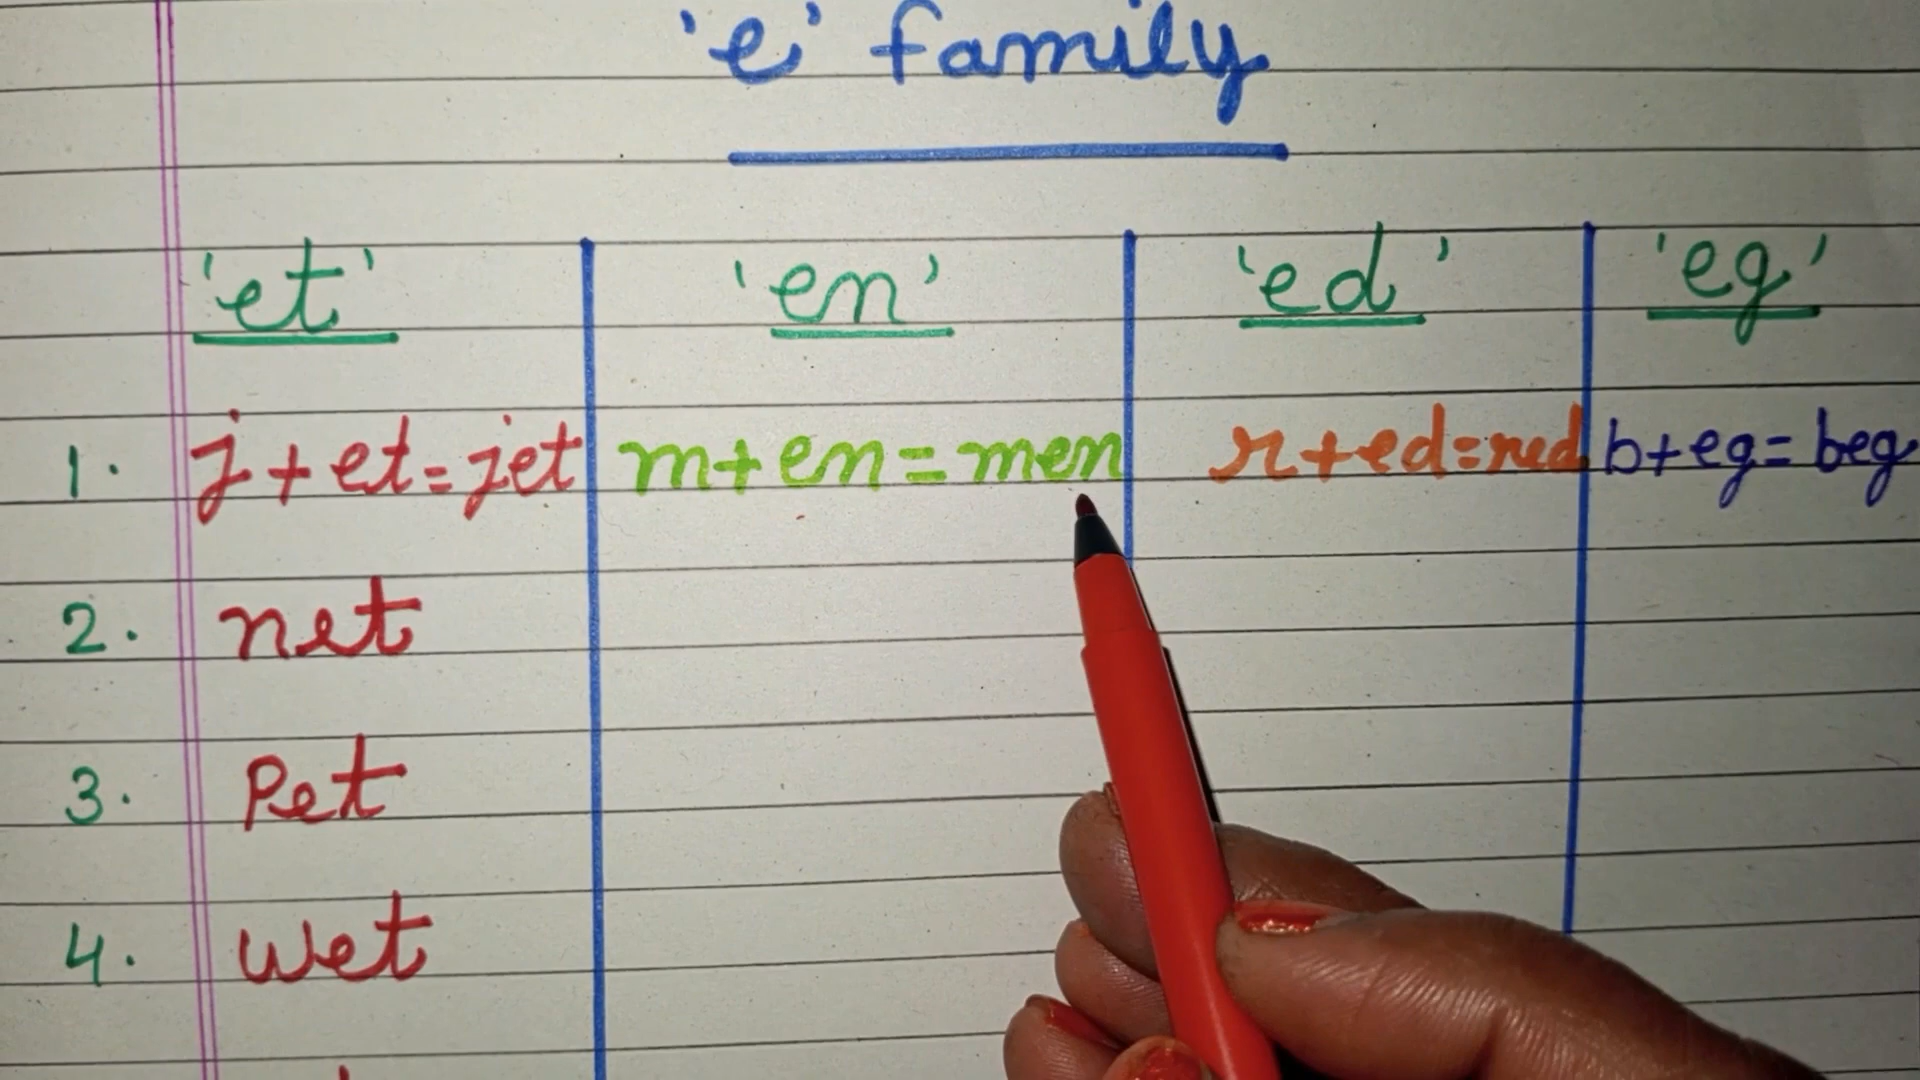 'e' family
'et' 'en' 'ed' 'eg'
1. j+et=jet m+en=men r+ed=red b+eg=beg
2. net
3. Pet
4. wet